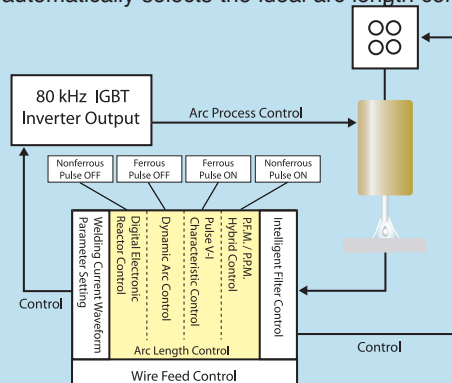 automatically selects the ideal arc length con
80 kHz IGBT
Inverter Output
Arc Process Control
Nonferrous
Pulse OFF
Ferrous
Pulse OFF
Ferrous
Pulse ON
Nonferrous
Pulse ON
Welding Current Waveform
Parameter Setting
Digital Electronic
Reactor Control
Dynamic Arc Control
Pulse V-I
Characteristic Control
P.F.M. / P.P.M.
Hybrid Control
Intelligent Filter Control
Arc Length Control
Control
Control
Wire Feed Control